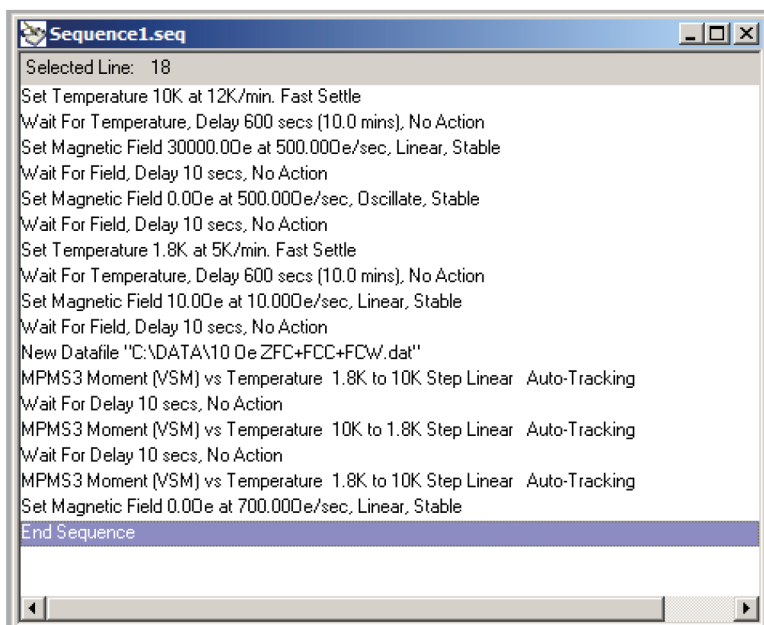 Sequence1.seq
Selected Line: 18
Set Temperature 10K at 12K/min. Fast Settle
Wait For Temperature, Delay 600 secs (10.0 mins), No Action
Set Magnetic Field 30000.0Oe at 500.00Oe/sec, Linear, Stable
Wait For Field, Delay 10 secs, No Action
Set Magnetic Field 0.0Oe at 500.00Oe/sec, Oscillate, Stable
Wait For Field, Delay 10 secs, No Action
Set Temperature 1.8K at 5K/min. Fast Settle
Wait For Temperature, Delay 600 secs (10.0 mins), No Action
Set Magnetic Field 10.0Oe at 10.00Oe/sec, Linear, Stable
Wait For Field, Delay 10 secs, No Action
New Datafile "C:\DATA\10 Oe ZFC+FCC+FCW.dat"
MPMS3 Moment (VSM) vs Temperature 1.8K to 10K Step Linear Auto-Tracking
Wait For Delay 10 secs, No Action
MPMS3 Moment (VSM) vs Temperature 10K to 1.8K Step Linear Auto-Tracking
Wait For Delay 10 secs, No Action
MPMS3 Moment (VSM) vs Temperature 1.8K to 10K Step Linear Auto-Tracking
Set Magnetic Field 0.0Oe at 700.00Oe/sec, Linear, Stable
End Sequence